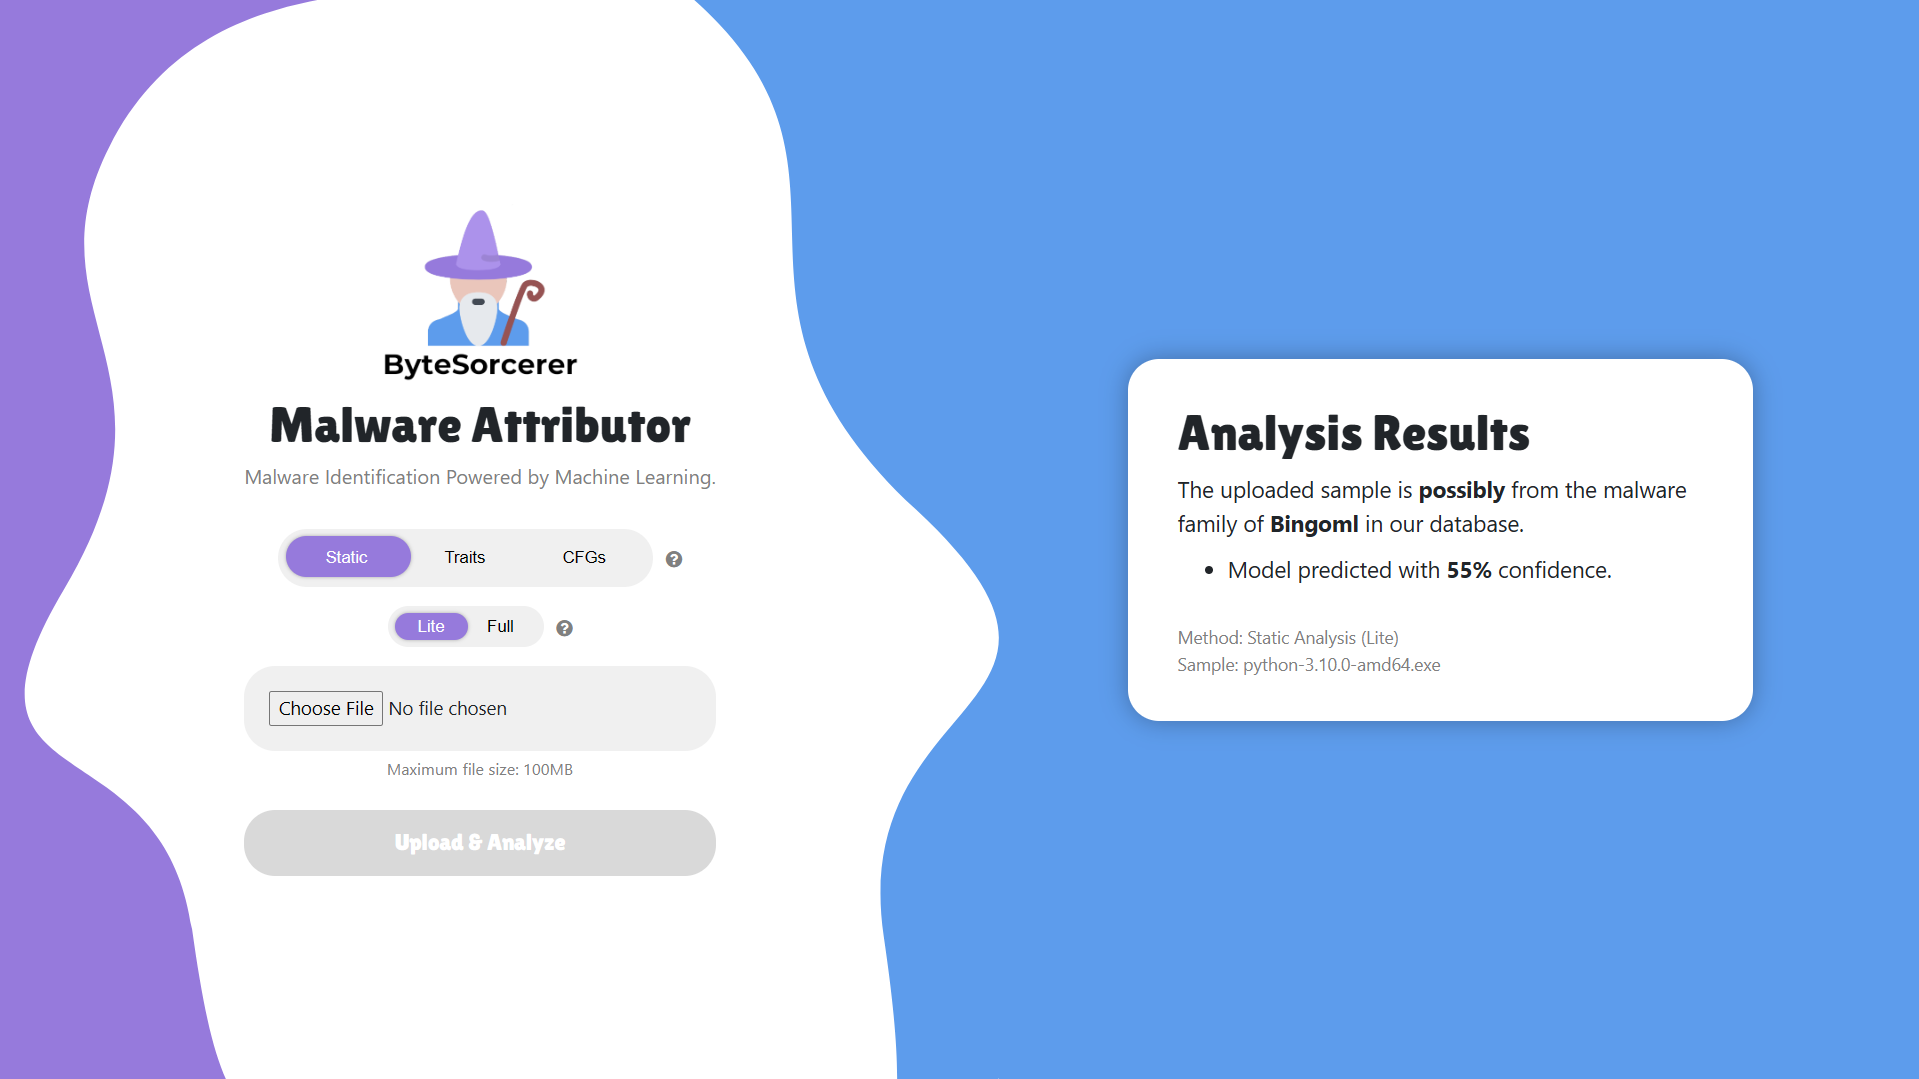 ByteSorcerer
Malware Attributor
Malware Identification Powered by Machine Learning.
Static Traits CFGs ?
Lite Full ?
Choose File No file chosen
Maximum file size: 100MB
Upload & Analyze
Analysis Results
The uploaded sample is possibly from the malware
family of Bingoml in our database.
• Model predicted with 55% confidence.
Method: Static Analysis (Lite)
Sample: python-3.10.0-amd64.exe